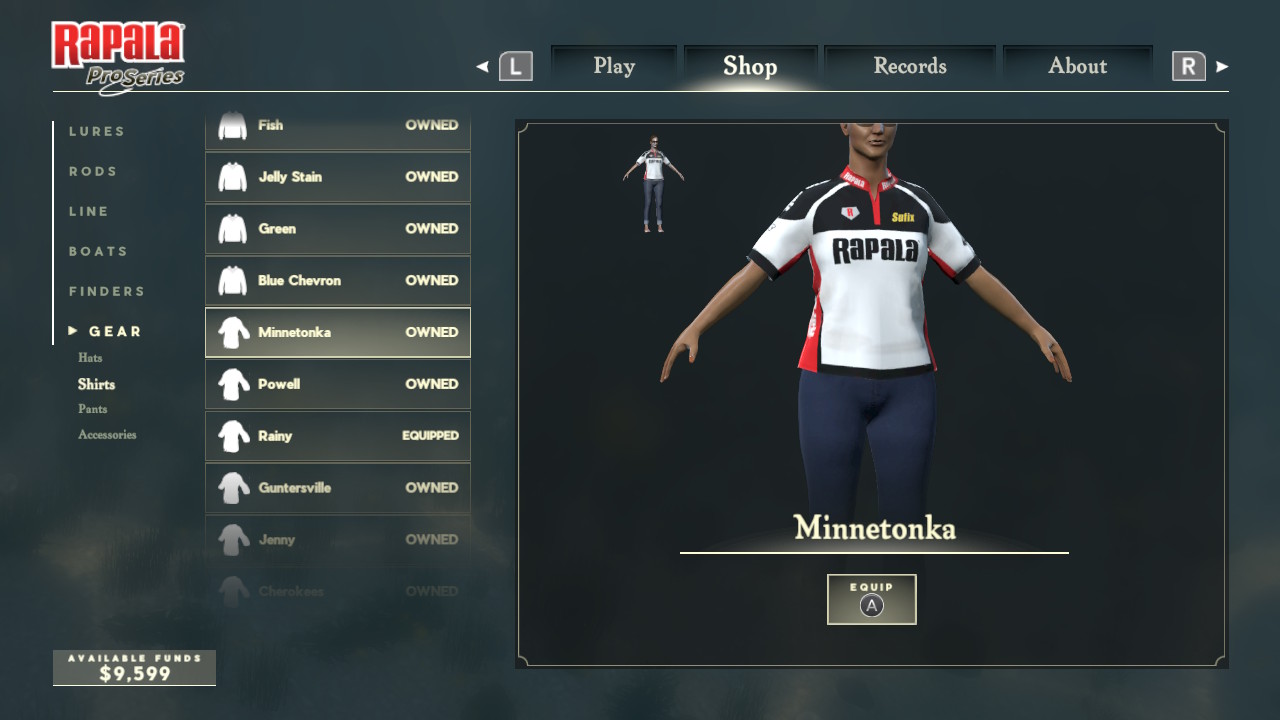 Rapala
ProSeries
L
Play
Shop
Records
About
R
LURES
RODS
LINE
BOATS
FINDERS
GEAR
Hats
Shirts
Pants
Accessories
Fish OWNED
Jelly Stain OWNED
Green OWNED
Blue Chevron OWNED
Minnetonka OWNED
Powell OWNED
Rainy EQUIPPED
Guntersville OWNED
Jenny OWNED
Cherokees OWNED
Rapala
Rapala
R
Sufix
RAPALA
Minnetonka
EQUIP
A
AVAILABLE FUNDS
$9,599